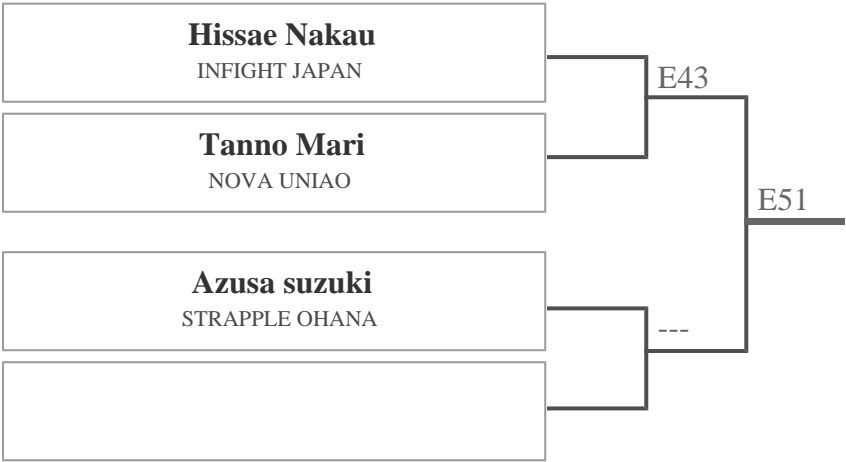 Hissae Nakau
INFIGHT JAPAN
E43
Tanno Mari
NOVA UNIAO
E51
Azusa suzuki
STRAPPLE OHANA
---